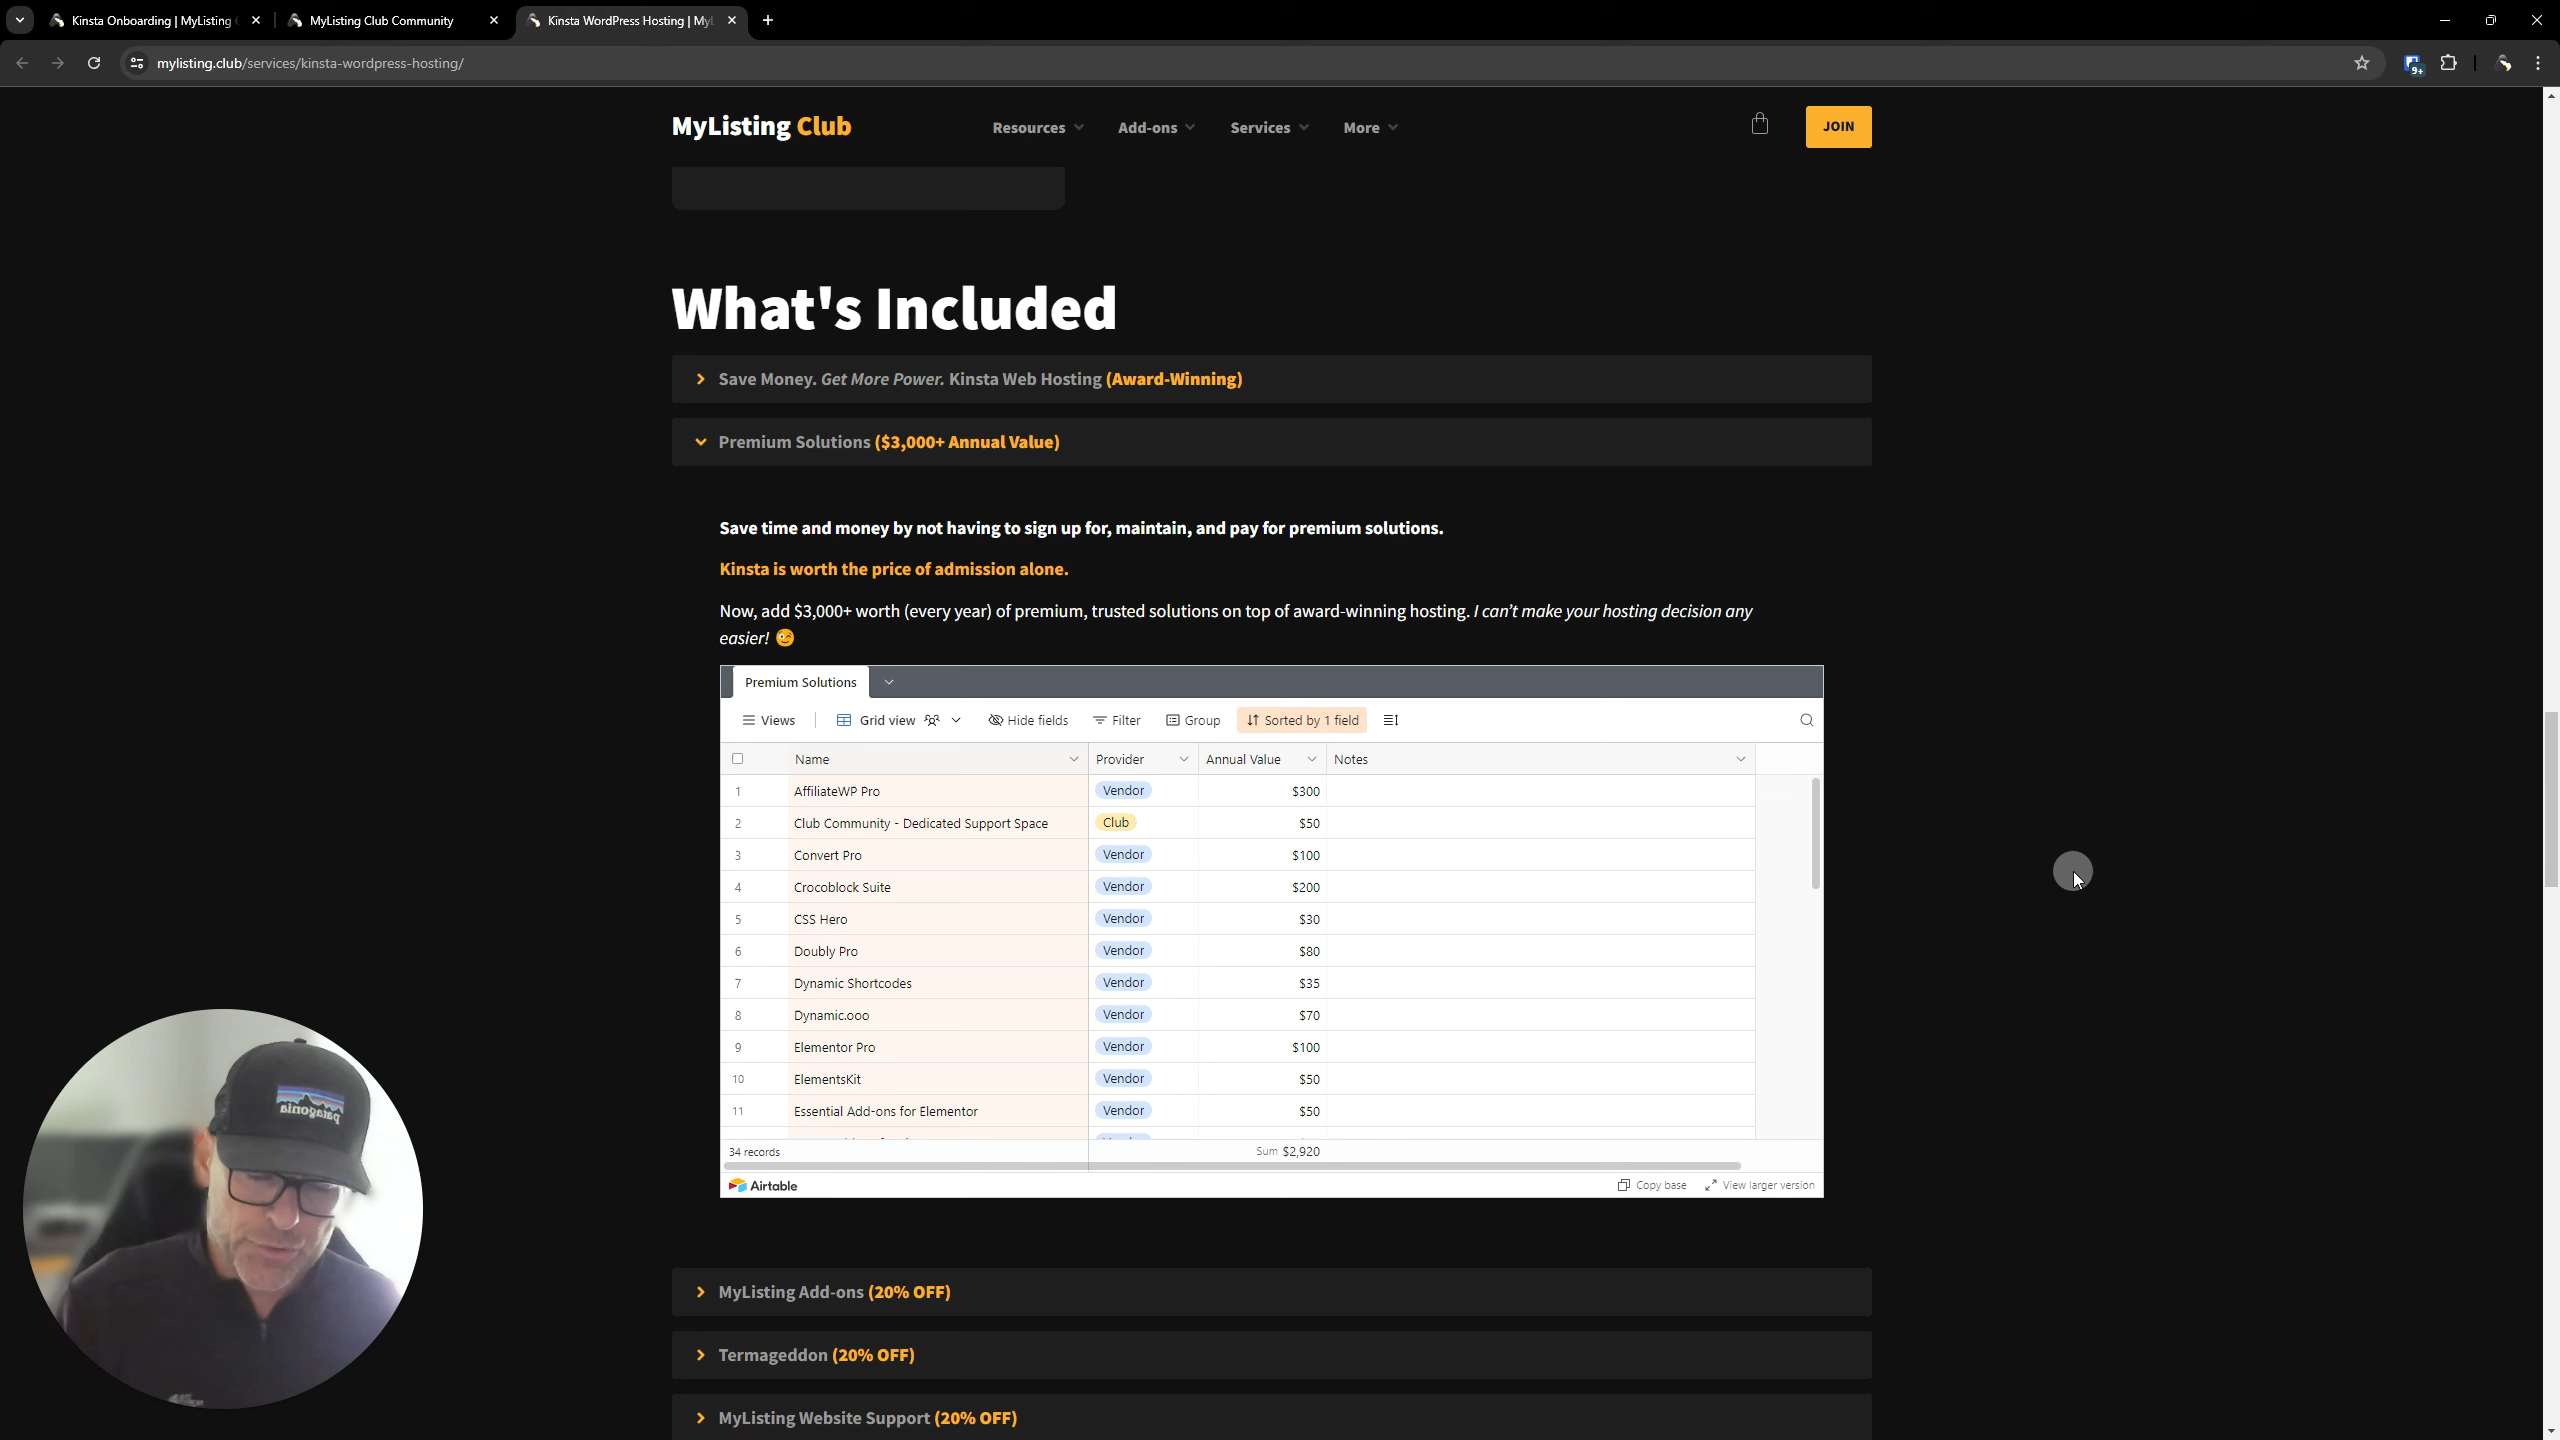 Kinsta Onboarding | MyListing
MyListing Club Community
Kinsta WordPress Hosting | MyL
mylisting.club/services/kinsta-wordpress-hosting/
9+
MyListing Club
Resources
Add-ons
Services
More
JOIN
What's Included
Save Money. Get More Power. Kinsta Web Hosting (Award-Winning)
Premium Solutions ($3,000+ Annual Value)
Save time and money by not having to sign up for, maintain, and pay for premium solutions.
Kinsta is worth the price of admission alone.
Now, add $3,000+ worth (every year) of premium, trusted solutions on top of award-winning hosting. I can't make your hosting decision any
easier! 😉
Premium Solutions
Views Grid view Hide fields Filter Group Sorted by 1 field
Name Provider Annual Value Notes
1 AffiliateWP Pro Vendor $300
2 Club Community - Dedicated Support Space Club $50
3 Convert Pro Vendor $100
4 Crocoblock Suite Vendor $200
5 CSS Hero Vendor $30
6 Doubly Pro Vendor $80
7 Dynamic Shortcodes Vendor $35
8 Dynamic.ooo Vendor $70
9 Elementor Pro Vendor $100
10 ElementsKit Vendor $50
11 Essential Add-ons for Elementor Vendor $50
34 records Sum $2,920
Airtable Copy base View larger version
patagonia
MyListing Add-ons (20% OFF)
Termageddon (20% OFF)
MyListing Website Support (20% OFF)